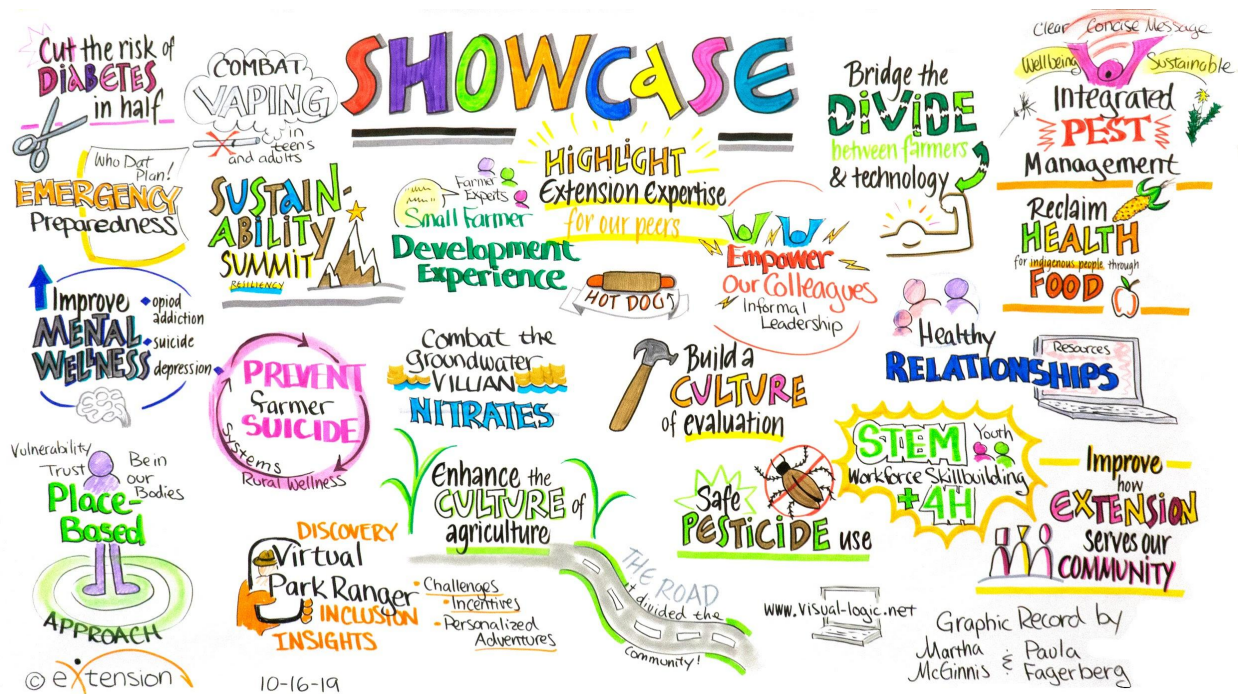 SHOWCASE
Cut the risk of
DIABETES
in half
COMBAT
VAPING
in
teens
and adults
Who Dat
Plan!
EMERGENCY
Preparedness
SUSTAIN-
ABILITY
SUMMIT
RESILIENCY
Farmer
Experts
Small Farmer
Development
Experience
HIGHLIGHT
Extension Expertise
for our peers
HOT DOG
Empower
Our Colleagues
Informal
Leadership
Bridge the
DIVIDE
between farmers
& technology
Clear Concise Message
Wellbeing
Sustainable
Integrated
PEST
Management
Reclaim
HEALTH
for indigenous people through
FOOD
Improve
MENTAL
WELLNESS
opiod
addiction
suicide
depression
PREVENT
farmer
SUICIDE
Systems
Rural Wellness
Combat the
groundwater
VILLIAN
NITRATES
Build a
CULTURE
of evaluation
Healthy
RELATIONSHIPS
Resources
Vulnerability
Trust
Be in
our
Bodies
Place-
Based
APPROACH
DISCOVERY
Virtual
Park Ranger
INCLUSION
INSIGHTS
• Challenges
• Incentives
• Personalized
Adventures
Enhance the
CULTURE of
agriculture
THE ROAD
it divided the
community!
Safe
PESTICIDE use
STEM
Youth
Workforce Skillbuilding
+ 4H
Improve
how
EXTENSION
serves our
COMMUNITY
www.visual-logic.net
Graphic Record by
Martha & Paula
McGinnis Fagerberg
© eXtension
10-16-19